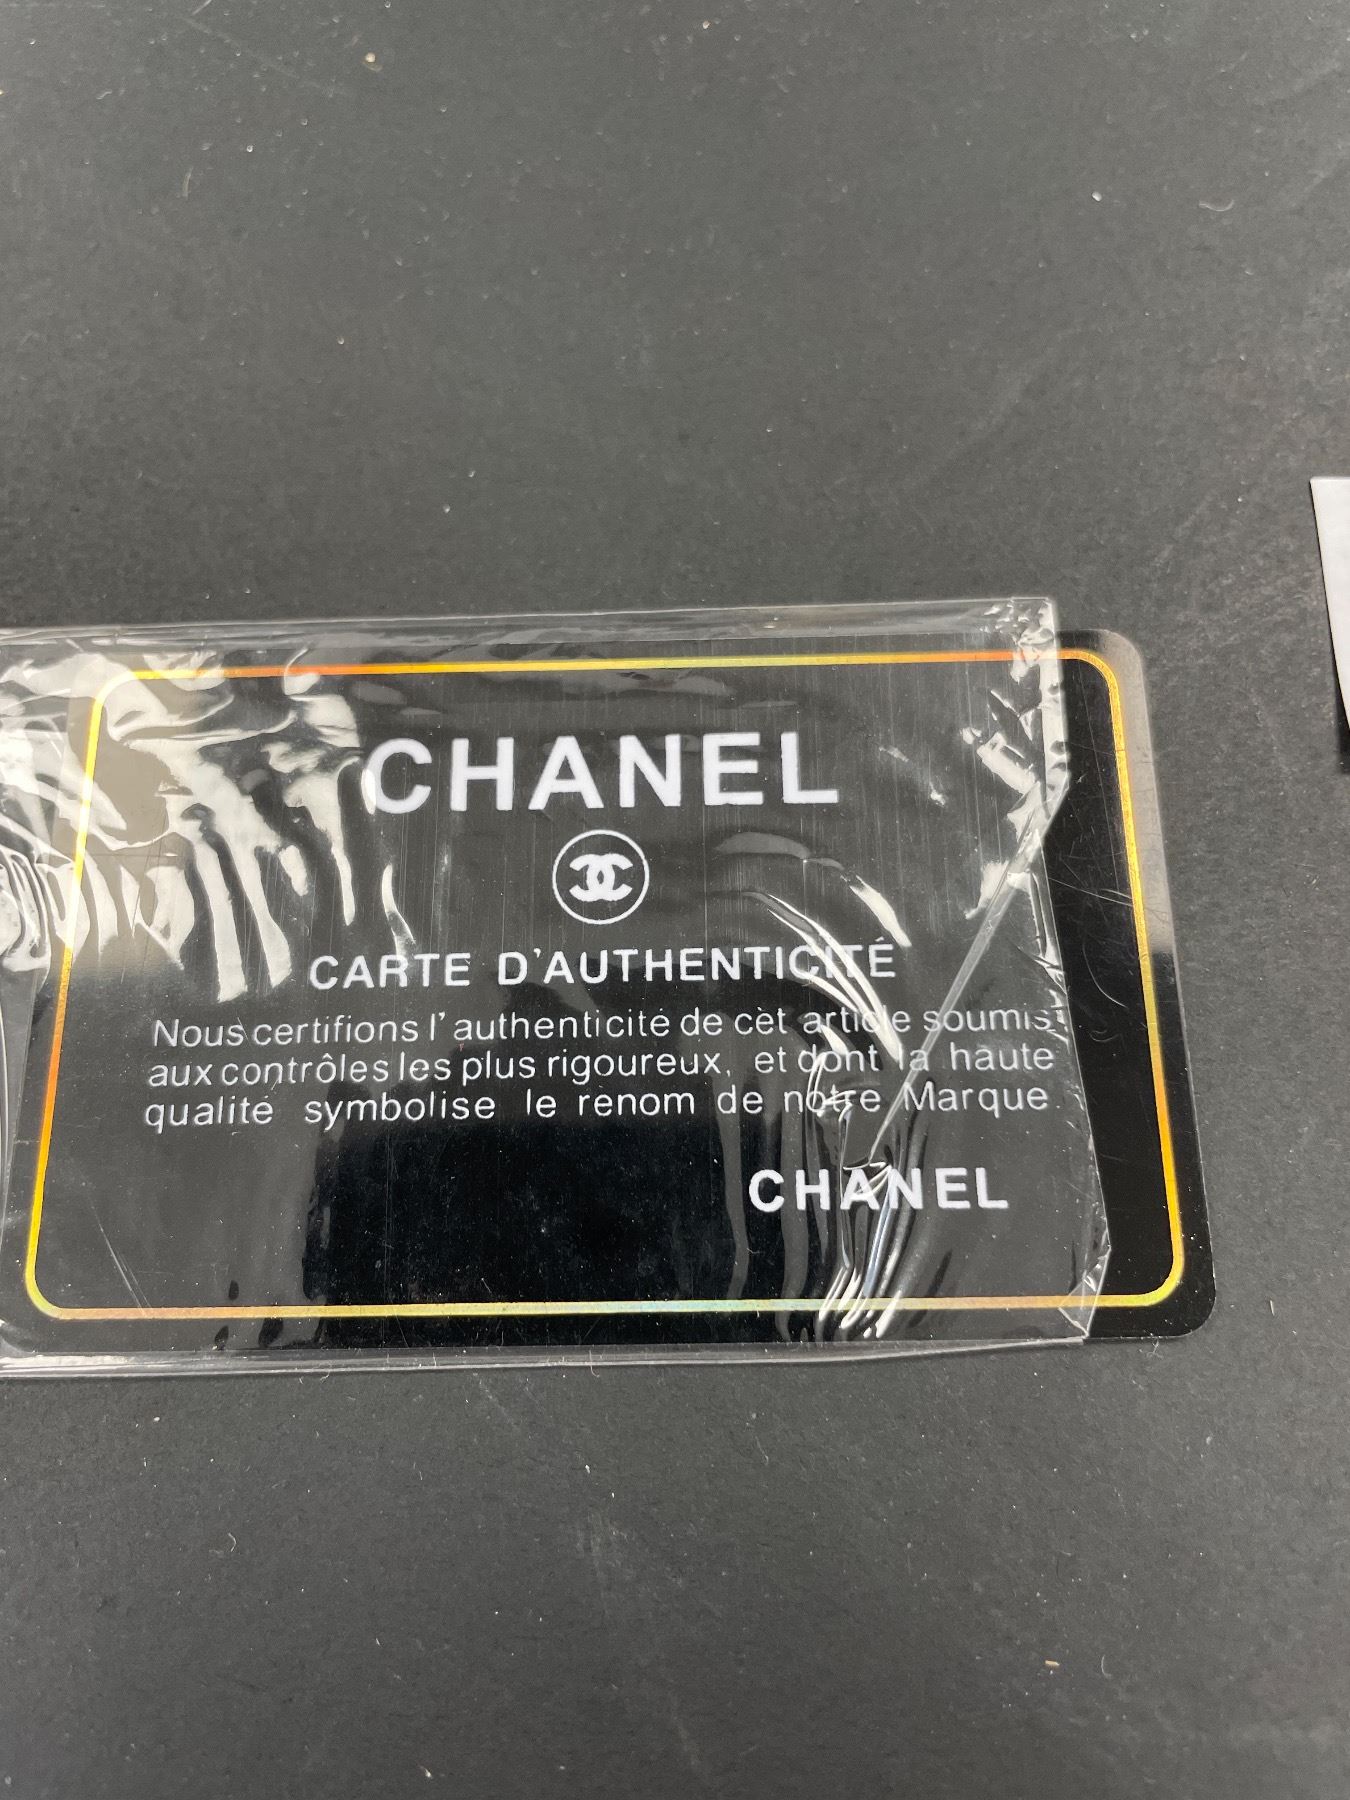 CHANEL
CARTE D'AUTHENTICITÉ
Nous certifions l'authenticité de cèt article soumis
aux contrôles les plus rigoureux, et dont la haute
qualité symbolise le renom de notre Marque.
CHANEL